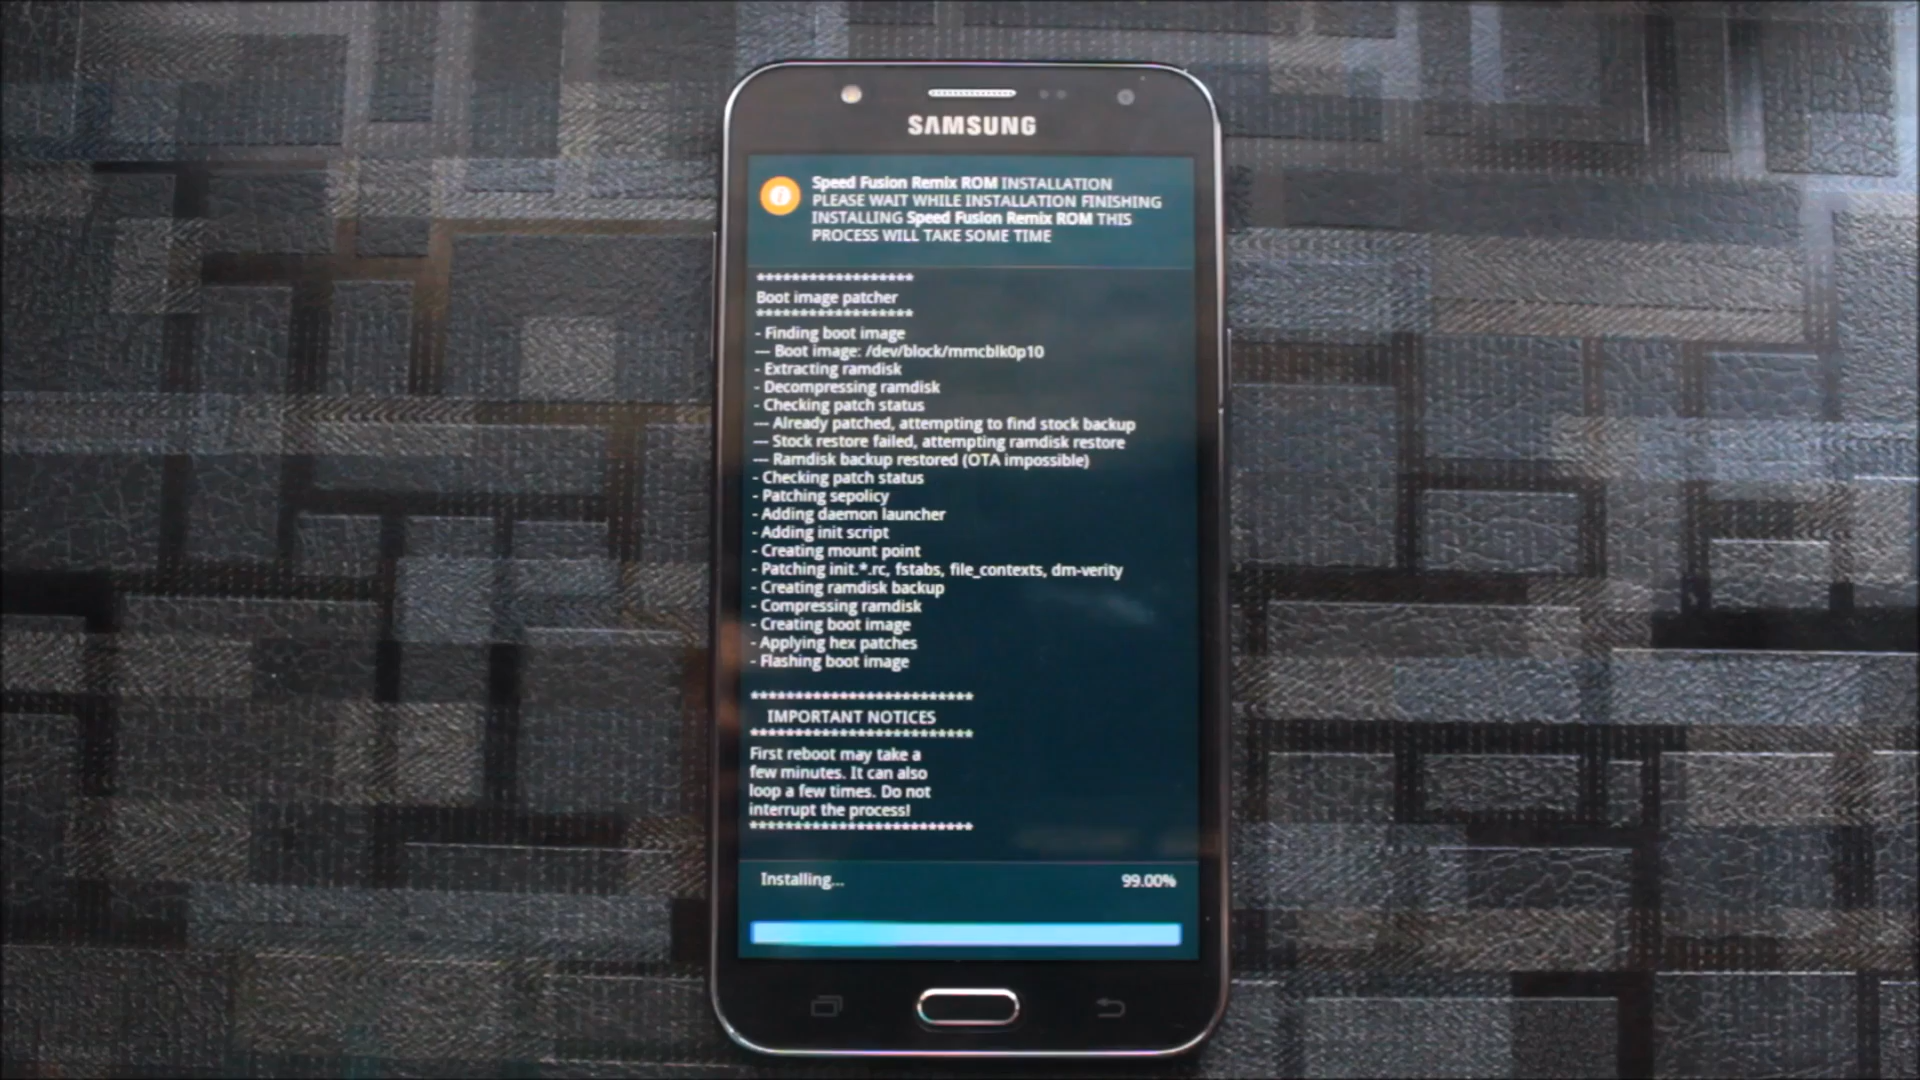 SAMSUNG
Speed Fusion Remix ROM INSTALLATION
PLEASE WAIT WHILE INSTALLATION FINISHING
INSTALLING Speed Fusion Remix ROM THIS
PROCESS WILL TAKE SOME TIME
******************
Boot image patcher
******************
- Finding boot image
--- Boot image: /dev/block/mmcblk0p10
- Extracting ramdisk
- Decompressing ramdisk
- Checking patch status
--- Already patched, attempting to find stock backup
--- Stock restore failed, attempting ramdisk restore
--- Ramdisk backup restored (OTA impossible)
- Checking patch status
- Patching sepolicy
- Adding daemon launcher
- Adding init script
- Creating mount point
- Patching init.*.rc, fstabs, file_contexts, dm-verity
- Creating ramdisk backup
- Compressing ramdisk
- Creating boot image
- Applying hex patches
- Flashing boot image
*************************
IMPORTANT NOTICES
*************************
First reboot may take a
few minutes. It can also
loop a few times. Do not
interrupt the process!
*************************
Installing... 99.00%